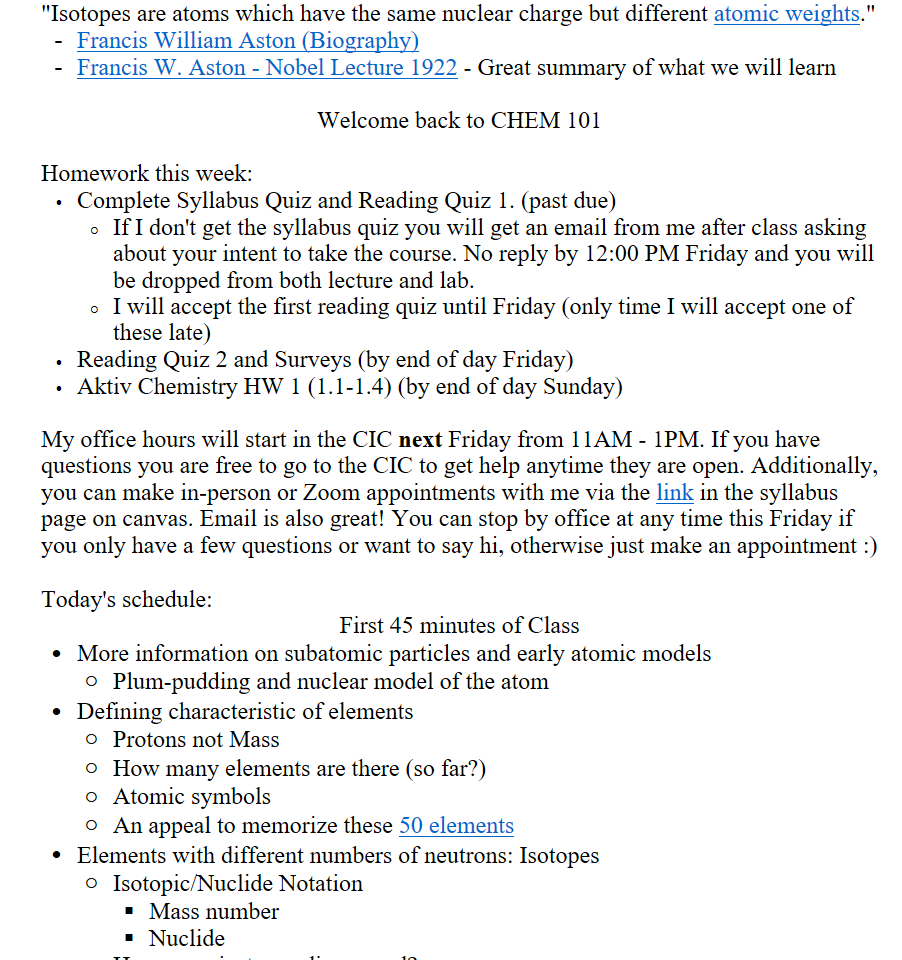 "Isotopes are atoms which have the same nuclear charge but different atomic weights."
- Francis William Aston (Biography)
- Francis W. Aston - Nobel Lecture 1922 - Great summary of what we will learn
Welcome back to CHEM 101
Homework this week:
• Complete Syllabus Quiz and Reading Quiz 1. (past due)
o If I don't get the syllabus quiz you will get an email from me after class asking
about your intent to take the course. No reply by 12:00 PM Friday and you will
be dropped from both lecture and lab.
o I will accept the first reading quiz until Friday (only time I will accept one of
these late)
• Reading Quiz 2 and Surveys (by end of day Friday)
• Aktiv Chemistry HW 1 (1.1-1.4) (by end of day Sunday)
My office hours will start in the CIC next Friday from 11AM - 1PM. If you have
questions you are free to go to the CIC to get help anytime they are open. Additionally,
you can make in-person or Zoom appointments with me via the link in the syllabus
page on canvas. Email is also great! You can stop by office at any time this Friday if
you only have a few questions or want to say hi, otherwise just make an appointment :)
Today's schedule:
First 45 minutes of Class
• More information on subatomic particles and early atomic models
o Plum-pudding and nuclear model of the atom
• Defining characteristic of elements
o Protons not Mass
o How many elements are there (so far?)
o Atomic symbols
o An appeal to memorize these 50 elements
• Elements with different numbers of neutrons: Isotopes
o Isotopic/Nuclide Notation
▪ Mass number
▪ Nuclide